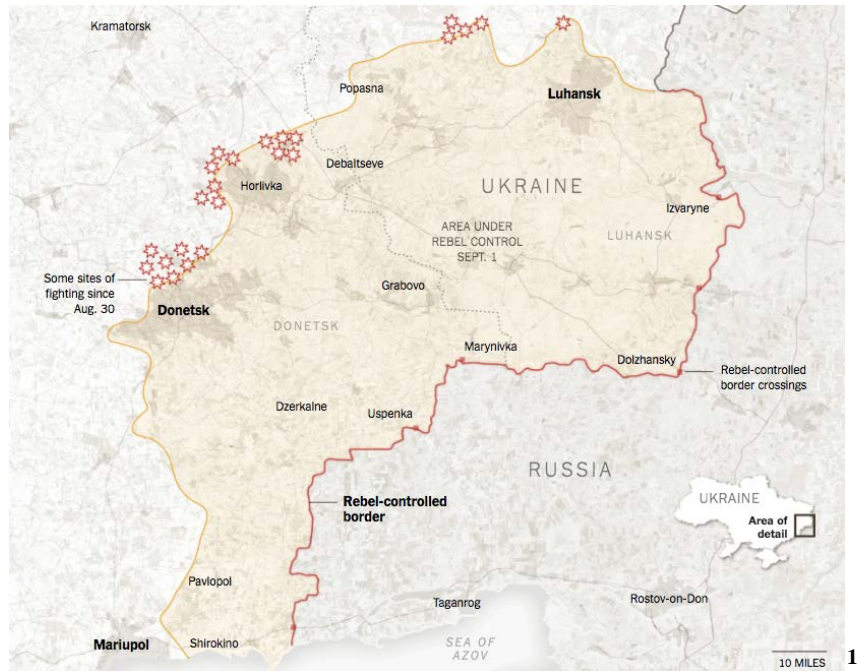 Kramatorsk
Popasna
Luhansk
Debaltseve
Horlivka
UKRAINE
Izvaryne
AREA UNDER
REBEL CONTROL
SEPT. 1
LUHANSK
Some sites of
fighting since
Aug. 30
Donetsk
Grabovo
DONETSK
Marynivka
Dolzhansky
Rebel-controlled
border crossings
Dzerkalne
Uspenka
RUSSIA
Rebel-controlled
border
UKRAINE
Area of
detail
Pavlopol
Taganrog
Rostov-on-Don
Mariupol
Shirokino
SEA OF
AZOV
10 MILES
1